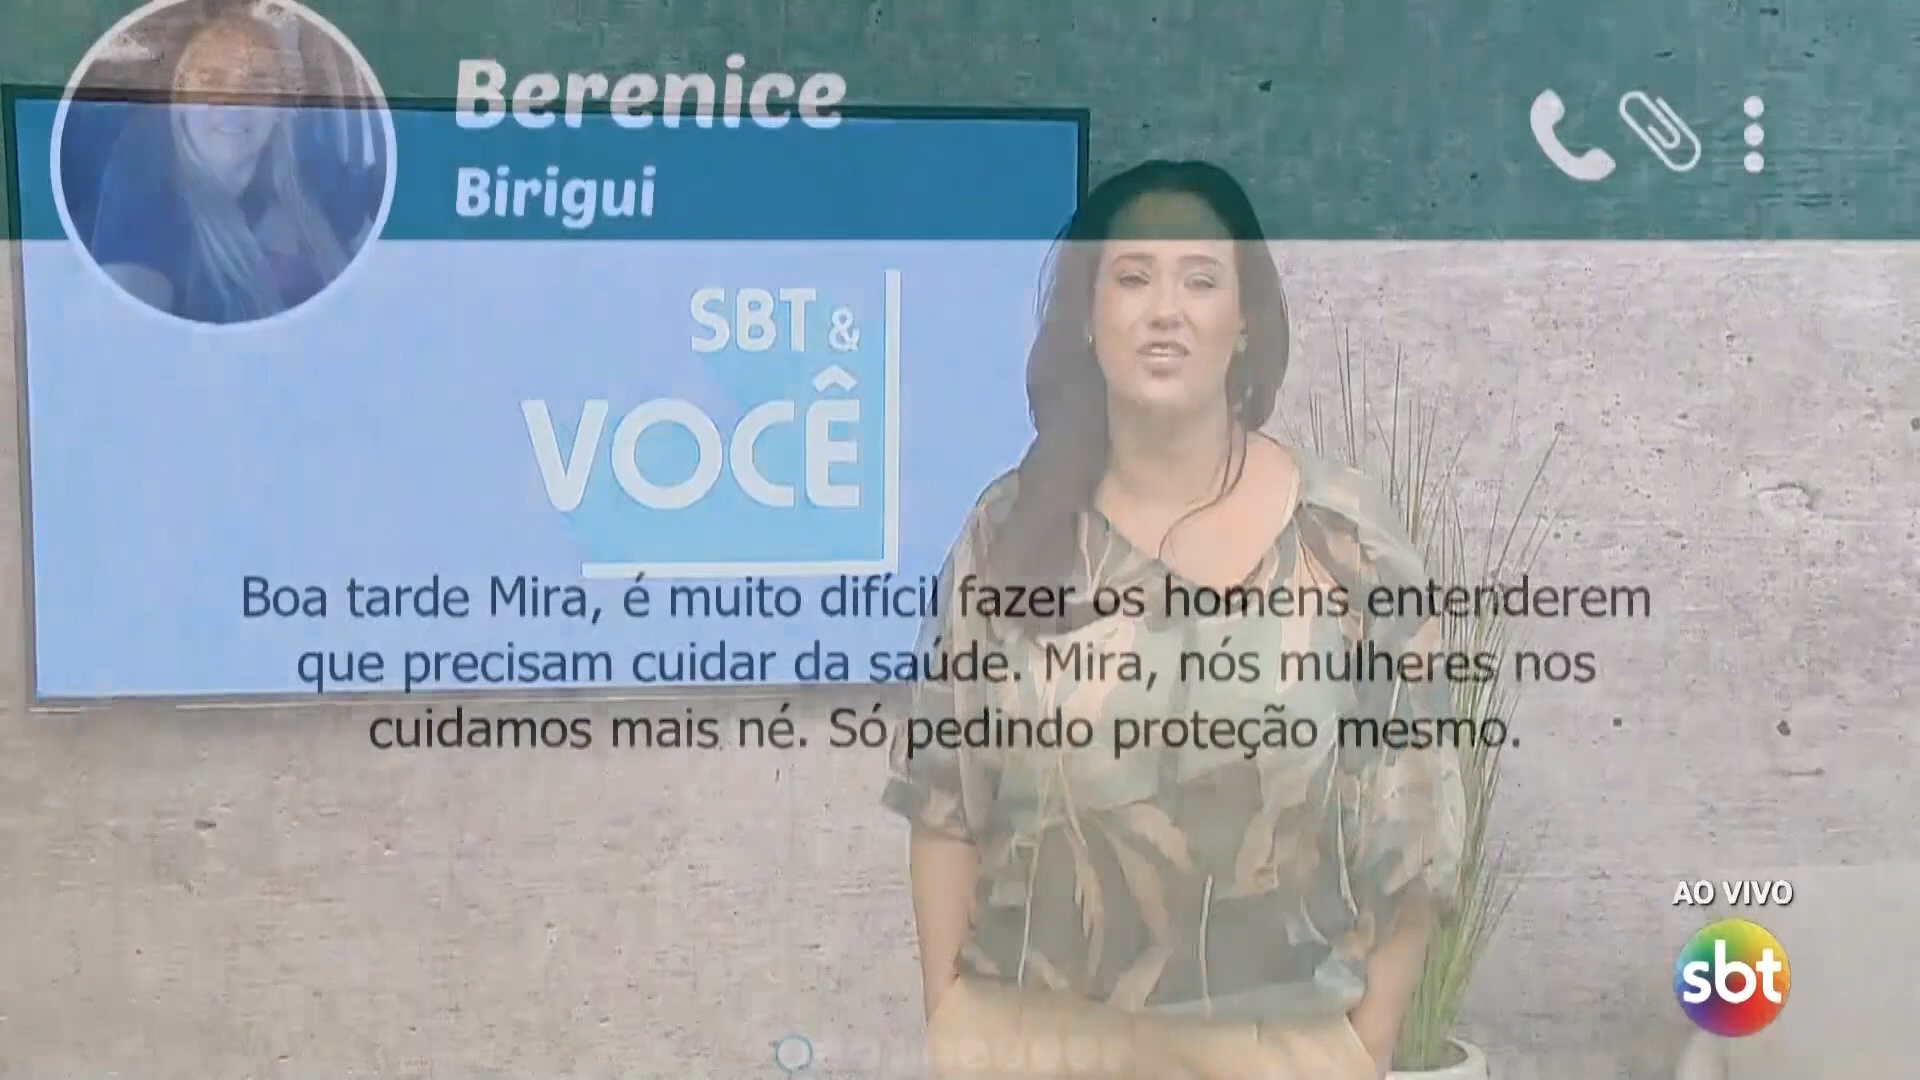 Berenice
Birigui
SBT &
VOCÊ
Boa tarde Mira, é muito difícil fazer os homens entenderem
que precisam cuidar da saúde. Mira, nós mulheres nos
cuidamos mais né. Só pedindo proteção mesmo.
AO VIVO
sbt